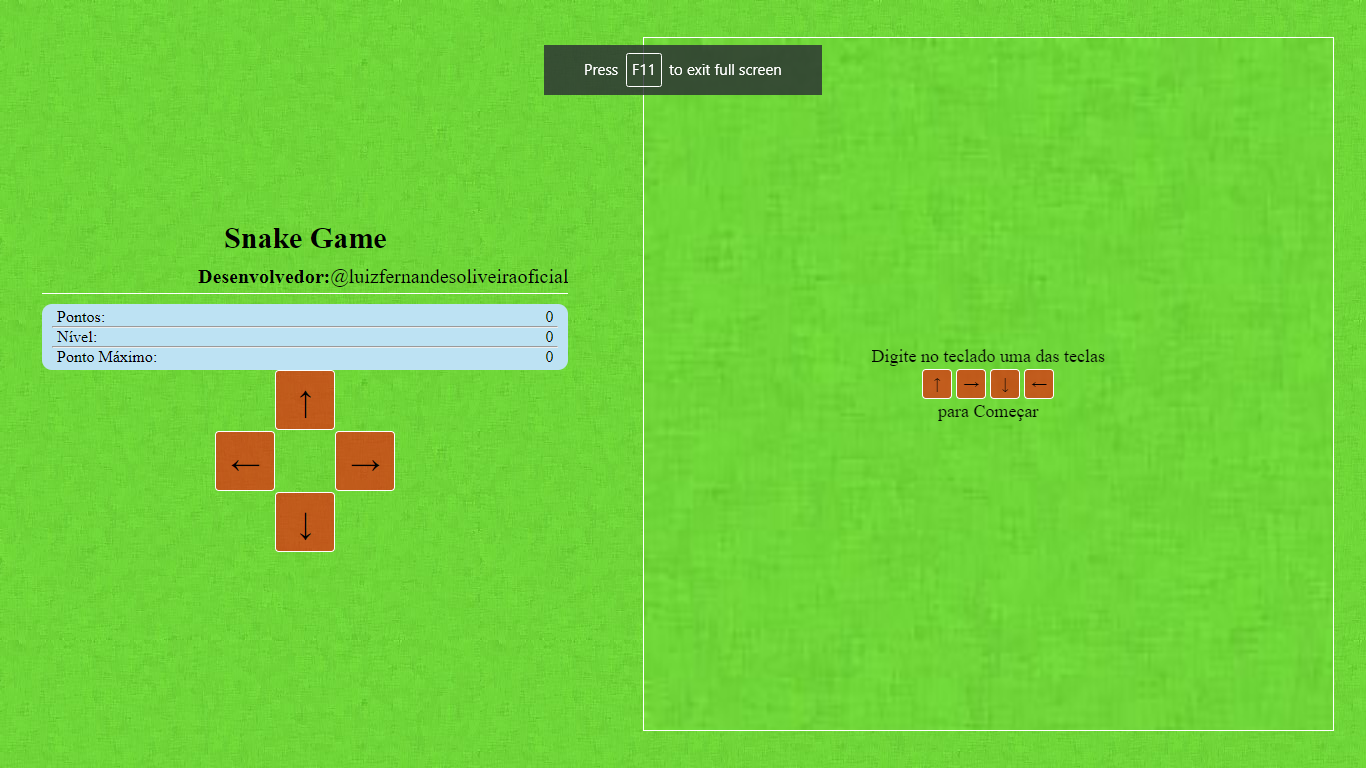 Press F11 to exit full screen
Snake Game
Desenvolvedor:@luizfernandesoliveiraoficial
Pontos: 0
Nível: 0
Ponto Máximo: 0
↑
← →
↓
Digite no teclado uma das teclas
↑ → ↓ ←
para Começar